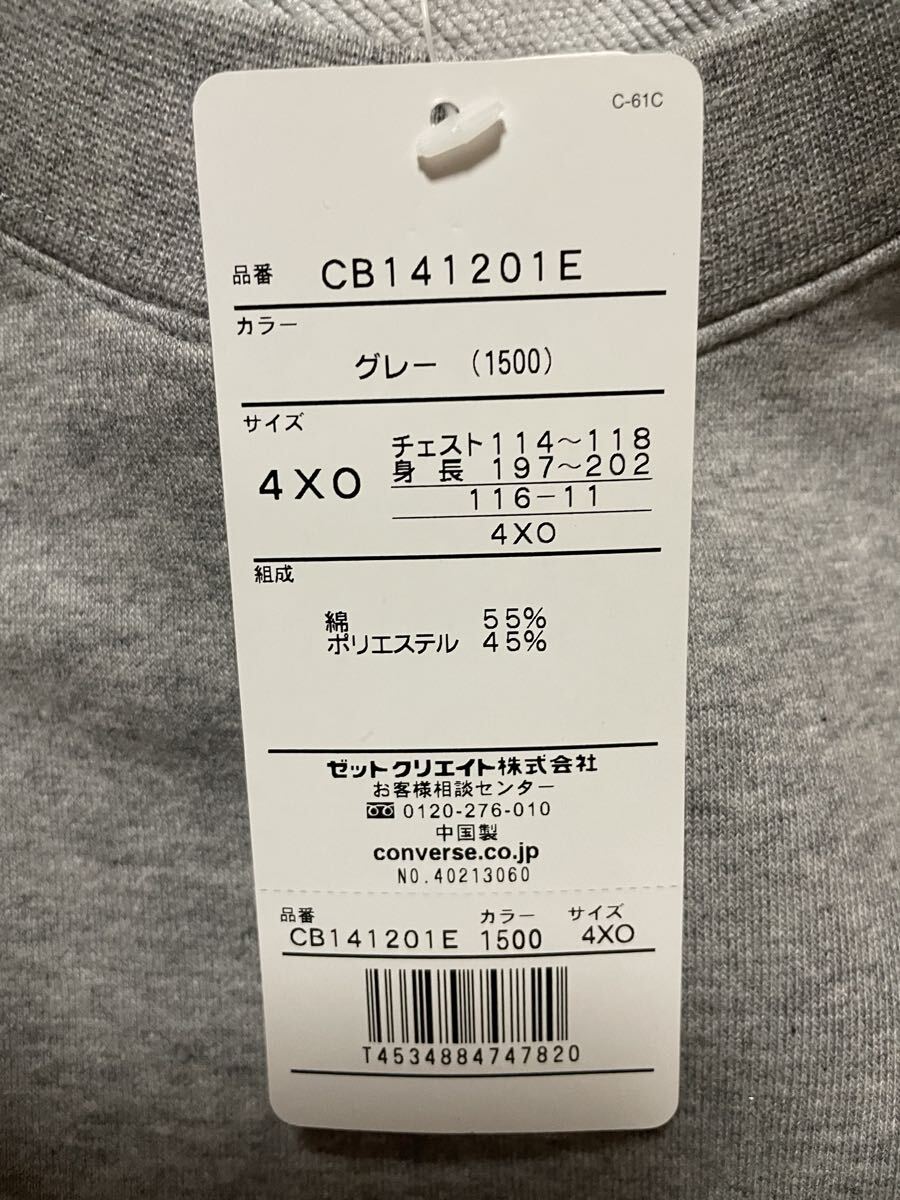 C-61C
品番 CB141201E
カラー
グレー (1500)
サイズ
4XO
チェスト 114〜118
身長 197〜202
116-11
4XO
組成
綿 55%
ポリエステル 45%
ゼットクリエイト株式会社
お客様相談センター
0120-276-010
中国製
converse.co.jp
NO.40213060
品番 カラー サイズ
CB141201E 1500 4XO
T4534884747820